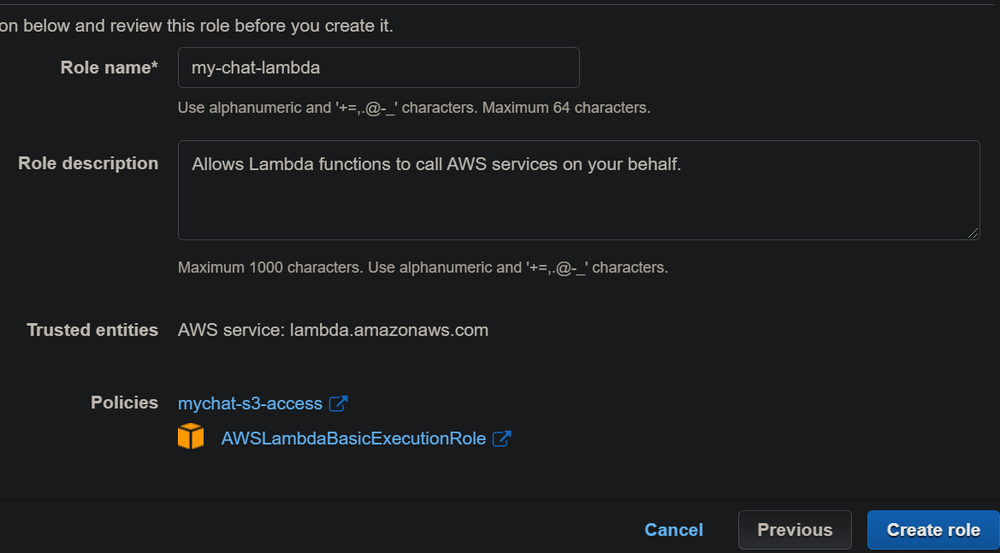 on below and review this role before you create it.
Role name* my-chat-lambda
Use alphanumeric and '+=,.@-_' characters. Maximum 64 characters.
Role description Allows Lambda functions to call AWS services on your behalf.
Maximum 1000 characters. Use alphanumeric and '+=,.@-_' characters.
Trusted entities AWS service: lambda.amazonaws.com
Policies mychat-s3-access
AWSLambdaBasicExecutionRole
Cancel Previous Create role